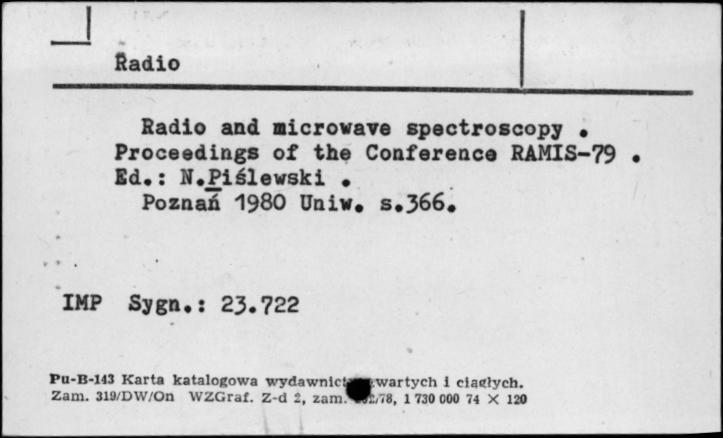 Radio
Radio and microwave spectroscopy .
Proceedings of the Conference RAMIS-79 .
Ed.: N.Piślewski .
Poznań 1980 Uniw. s.366.
IMP Sygn.: 23.722
Pu-B-143 Karta katalogowa wydawnictw zwartych i ciągłych.
Zam. 319/DW/On WZGraf. Z-d 2, zam. /78, 1 730 000 74 × 120